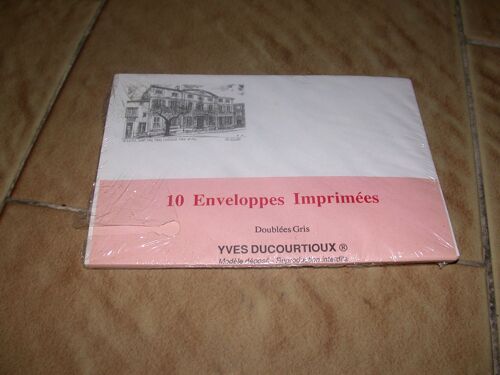 10 Enveloppes Imprimées
Doublées Gris
YVES DUCOURTIOUX ®
Modèle déposé - Reproduction interdite